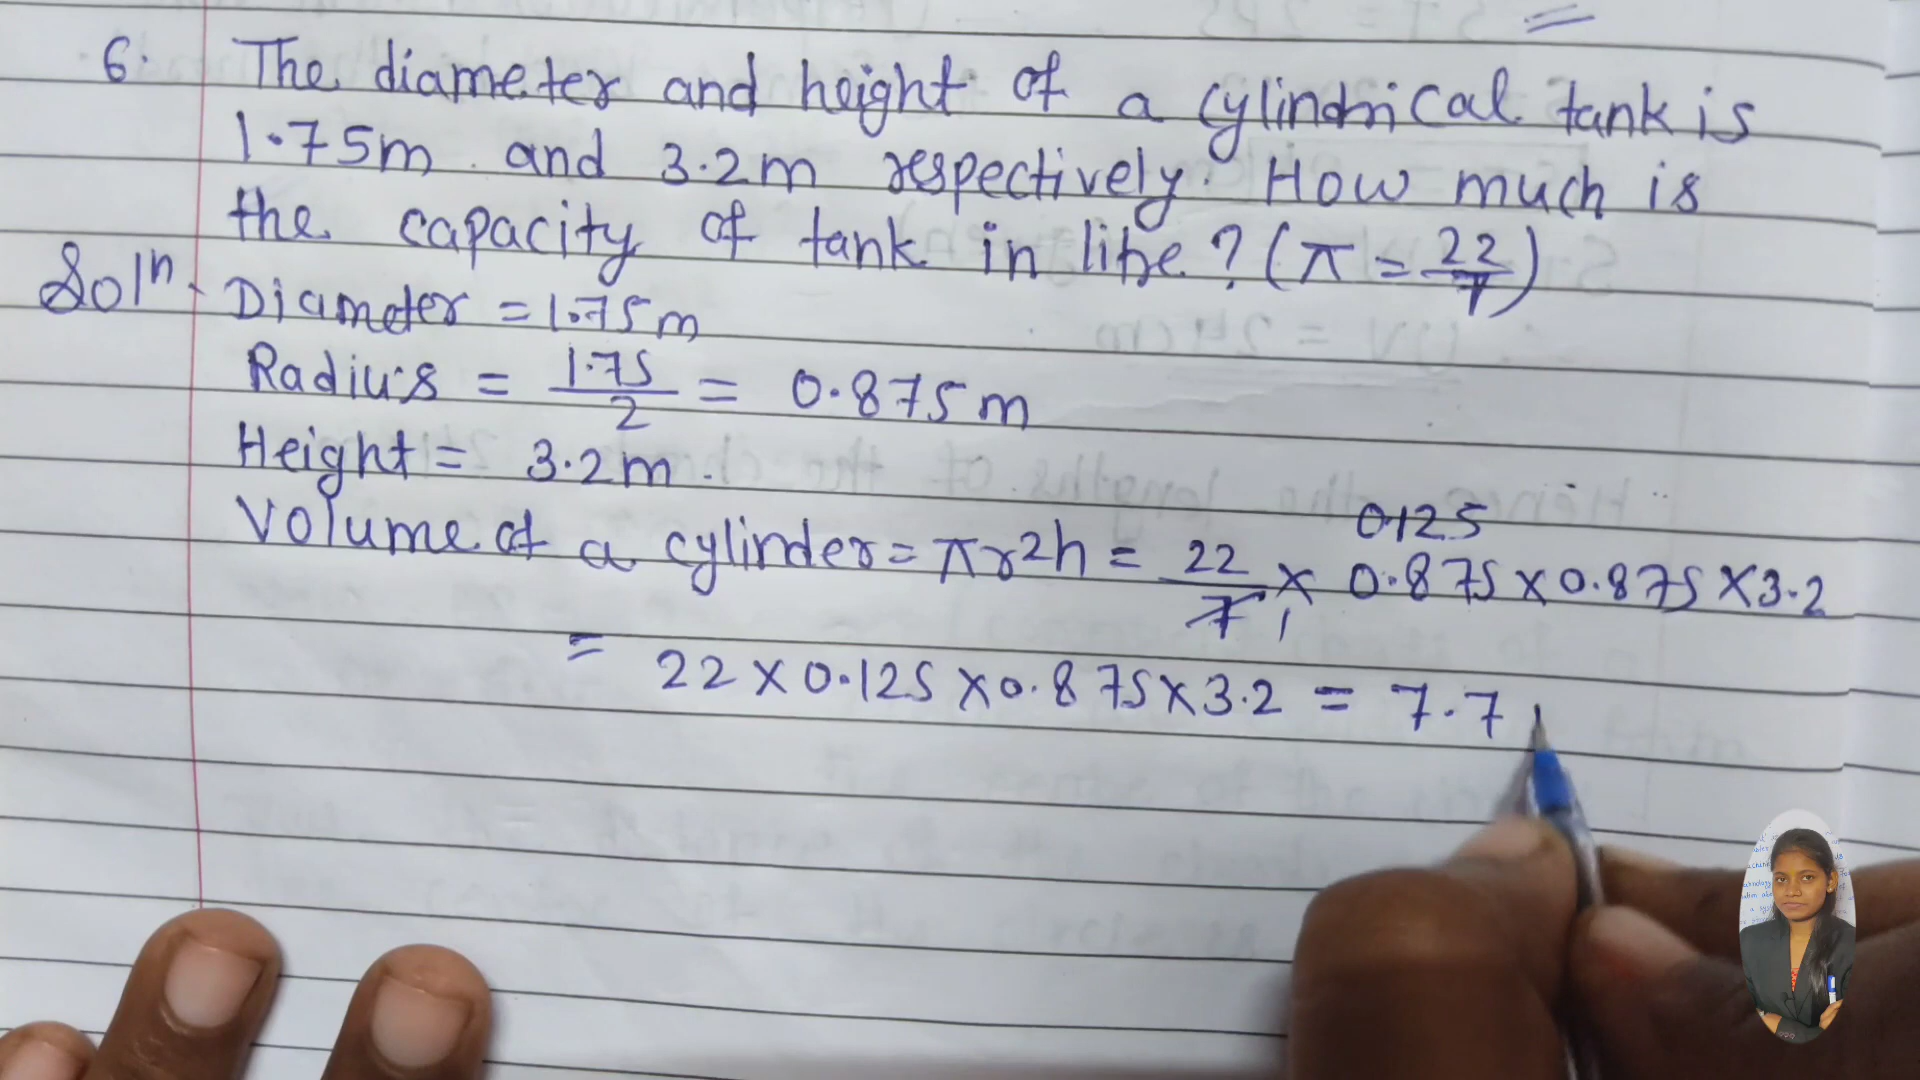 6. The diameter and height of a cylindrical tank is
1.75m and 3.2m respectively. How much is
the capacity of tank in litre? (π = 22/7)
Solⁿ. Diameter = 1.75m
Radius = 1.75/2 = 0.875m
Height = 3.2m.
0.125
Volume of a cylinder = πr2h = 22/7 × 0.875 × 0.875 × 3.2
1
= 22 × 0.125 × 0.875 × 3.2 = 7.7